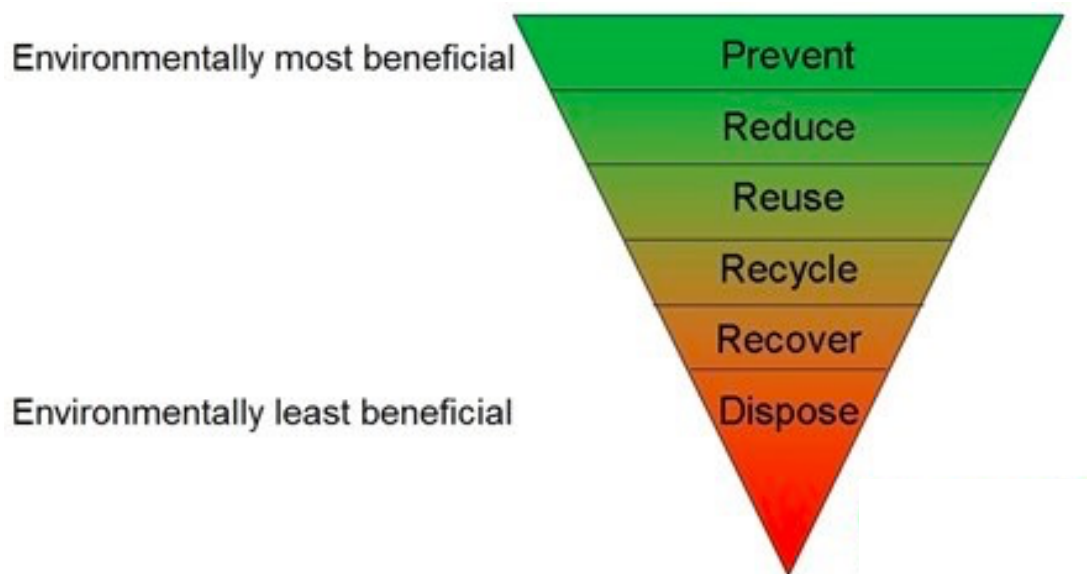 Environmentally most beneficial
Prevent
Reduce
Reuse
Recycle
Recover
Environmentally least beneficial
Dispose